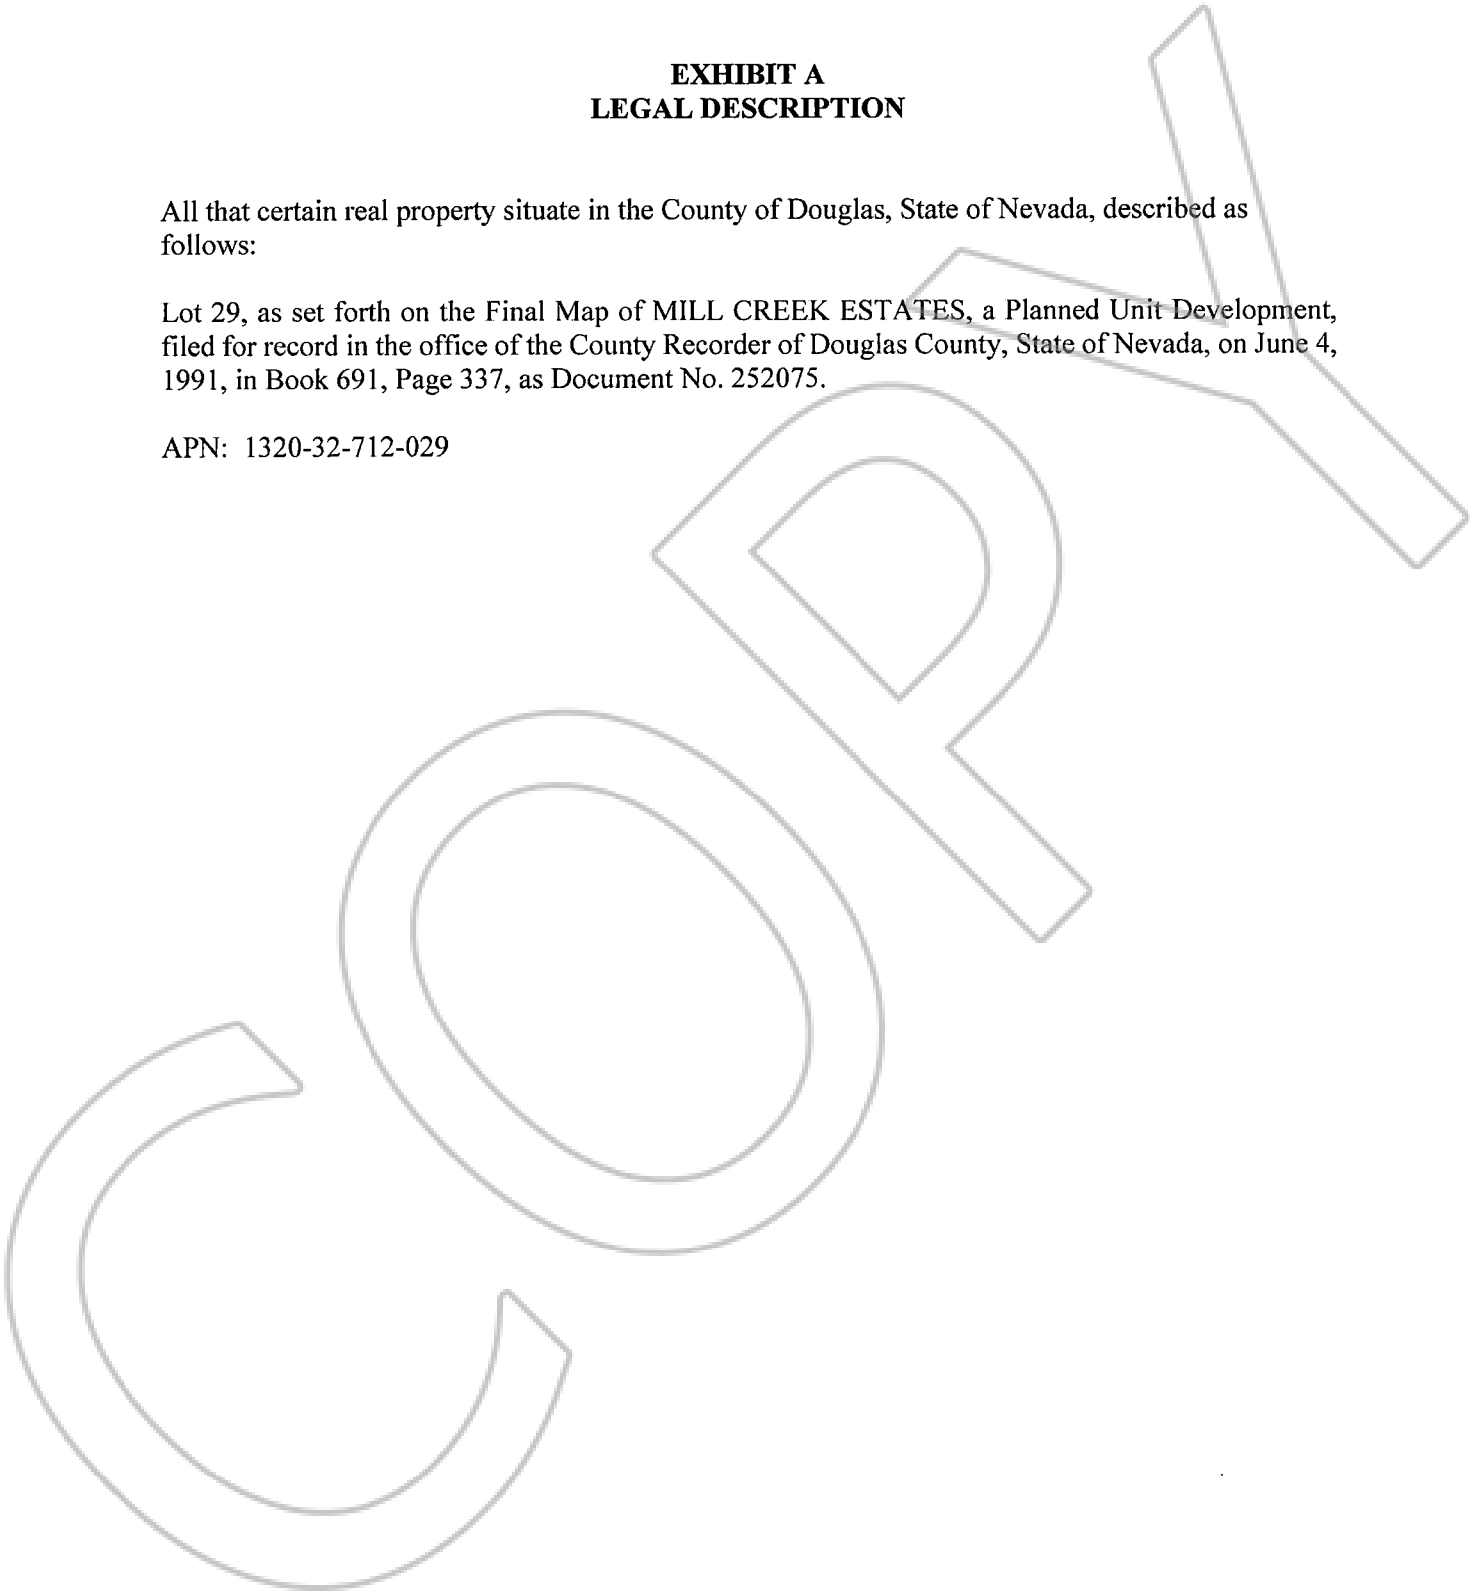 EXHIBIT A
LEGAL DESCRIPTION
All that certain real property situate in the County of Douglas, State of Nevada, described as
follows:
Lot 29, as set forth on the Final Map of MILL CREEK ESTATES, a Planned Unit Development,
filed for record in the office of the County Recorder of Douglas County, State of Nevada, on June 4,
1991, in Book 691, Page 337, as Document No. 252075.
APN: 1320-32-712-029
COPY